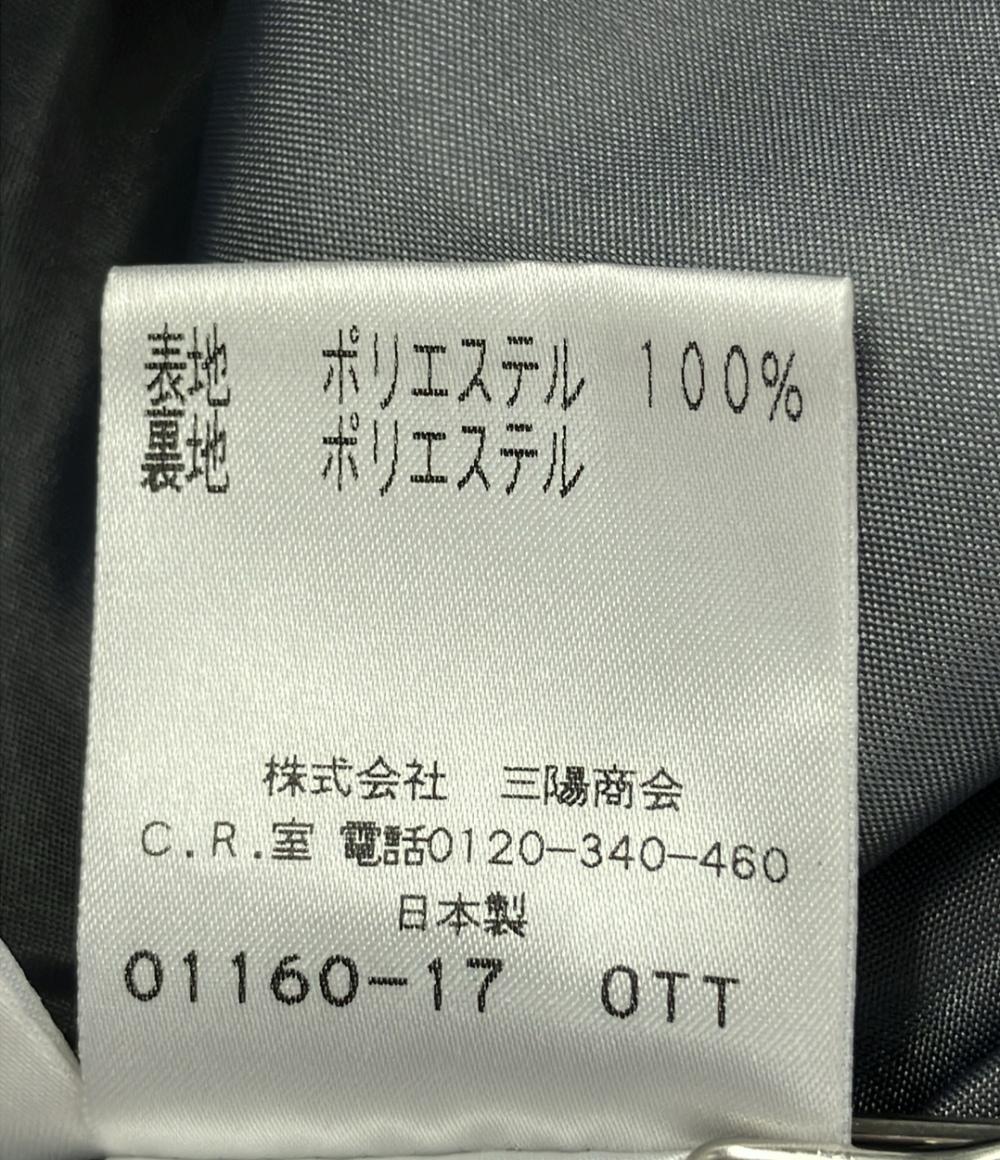 表地 ポリエステル 100%
裏地 ポリエステル
株式会社 三陽商会
C.R.室 電話0120-340-460
日本製
01160-17 OTT